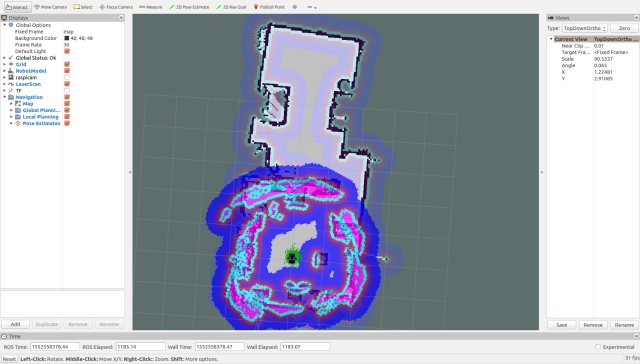 Interact Move Camera Select Focus Camera Measure 2D Pose Estimate 2D Nav Goal Publish Point
Displays
Global Options
Fixed Frame map
Background Color 48; 48; 48
Frame Rate 30
Default Light
Global Status: Ok
Grid
RobotModel
raspicam
LaserScan
TF
Navigation
Map
Global Planni...
Local Planning
Pose Estimates
Add Duplicate Remove Rename
Views
Type: TopDownOrtho Zero
Current View TopDownOrtho ...
Near Clip ... 0.01
Target Fra... <Fixed Frame>
Scale 90.5337
Angle 0.065
X 1.22481
Y 2.91065
Save Remove Rename
Time
ROS Time: 1552558378.44 ROS Elapsed: 1183.14 Wall Time: 1552558378.47 Wall Elapsed: 1183.07 Experimental
Reset Left-Click: Rotate. Middle-Click: Move X/Y. Right-Click: Zoom. Shift: More options. 31 fps